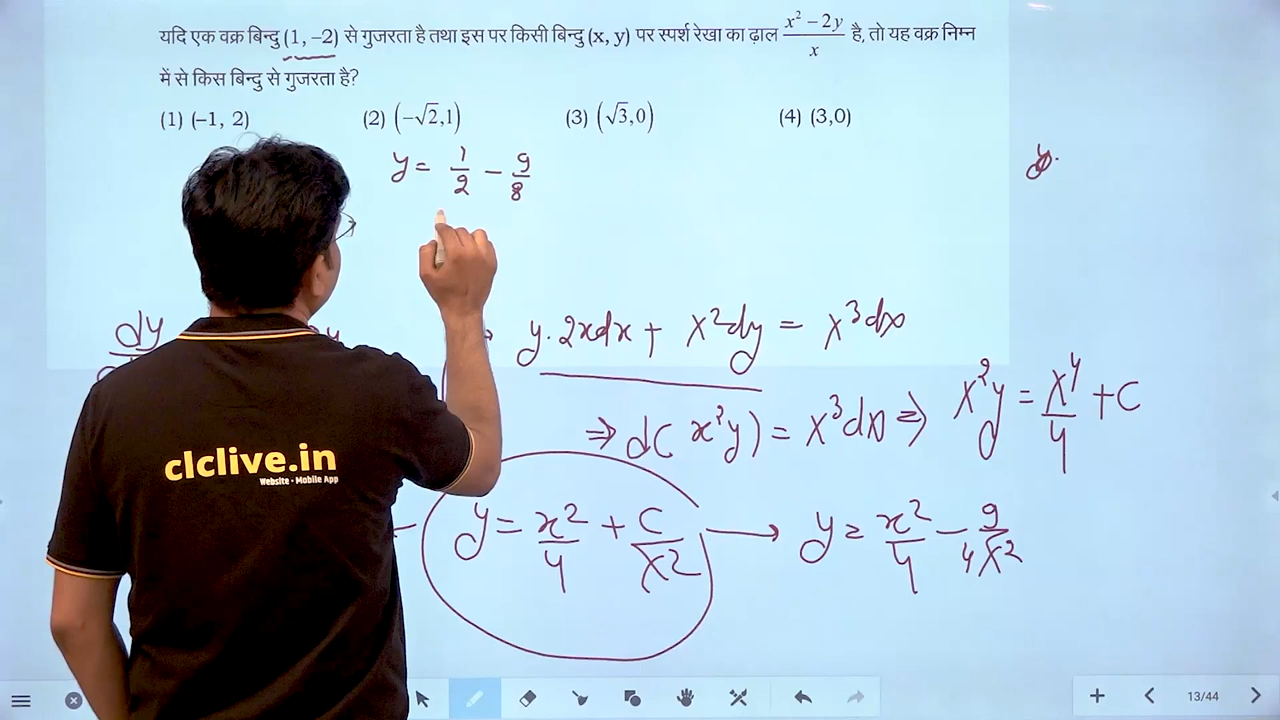 यदि एक वक्र बिन्दु (1, –2) से गुजरता है तथा इस पर किसी बिन्दु (x, y) पर स्पर्श रेखा का ढ़ाल (x² – 2y)/x है, तो यह वक्र निम्न
में से किस बिन्दु से गुजरता है?
(1) (–1, 2) (2) (–√2,1) (3) (√3,0) (4) (3,0)
y = 1/2 – 9/8
dy
y·2xdx + x²dy = x³dx
⇒ d(x²y) = x³dx ⇒ x²y = x⁴/4 + C
y = x²/4 + C/x² → y = x²/4 – 9/4x²
clclive.in
Website - Mobile App
13/44